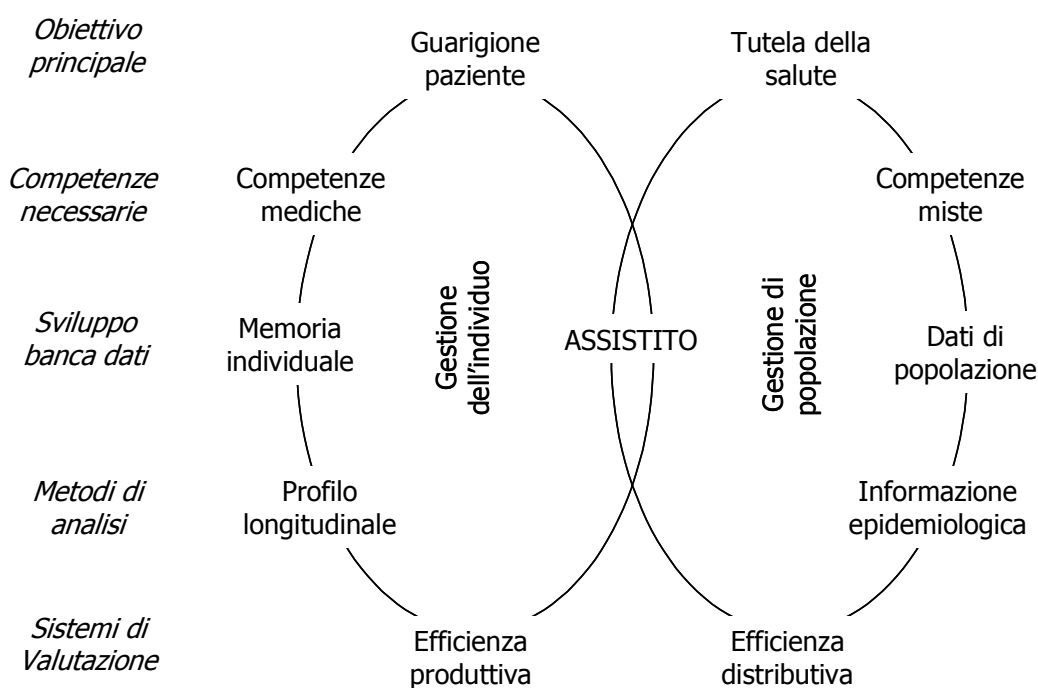 Obiettivo
principale
Guarigione
paziente
Tutela della
salute
Competenze
necessarie
Competenze
mediche
Competenze
miste
Sviluppo
banca dati
Memoria
individuale
Gestione
dell'individuo
ASSISTITO
Gestione di
popolazione
Dati di
popolazione
Metodi di
analisi
Profilo
longitudinale
Informazione
epidemiologica
Sistemi di
Valutazione
Efficienza
produttiva
Efficienza
distributiva